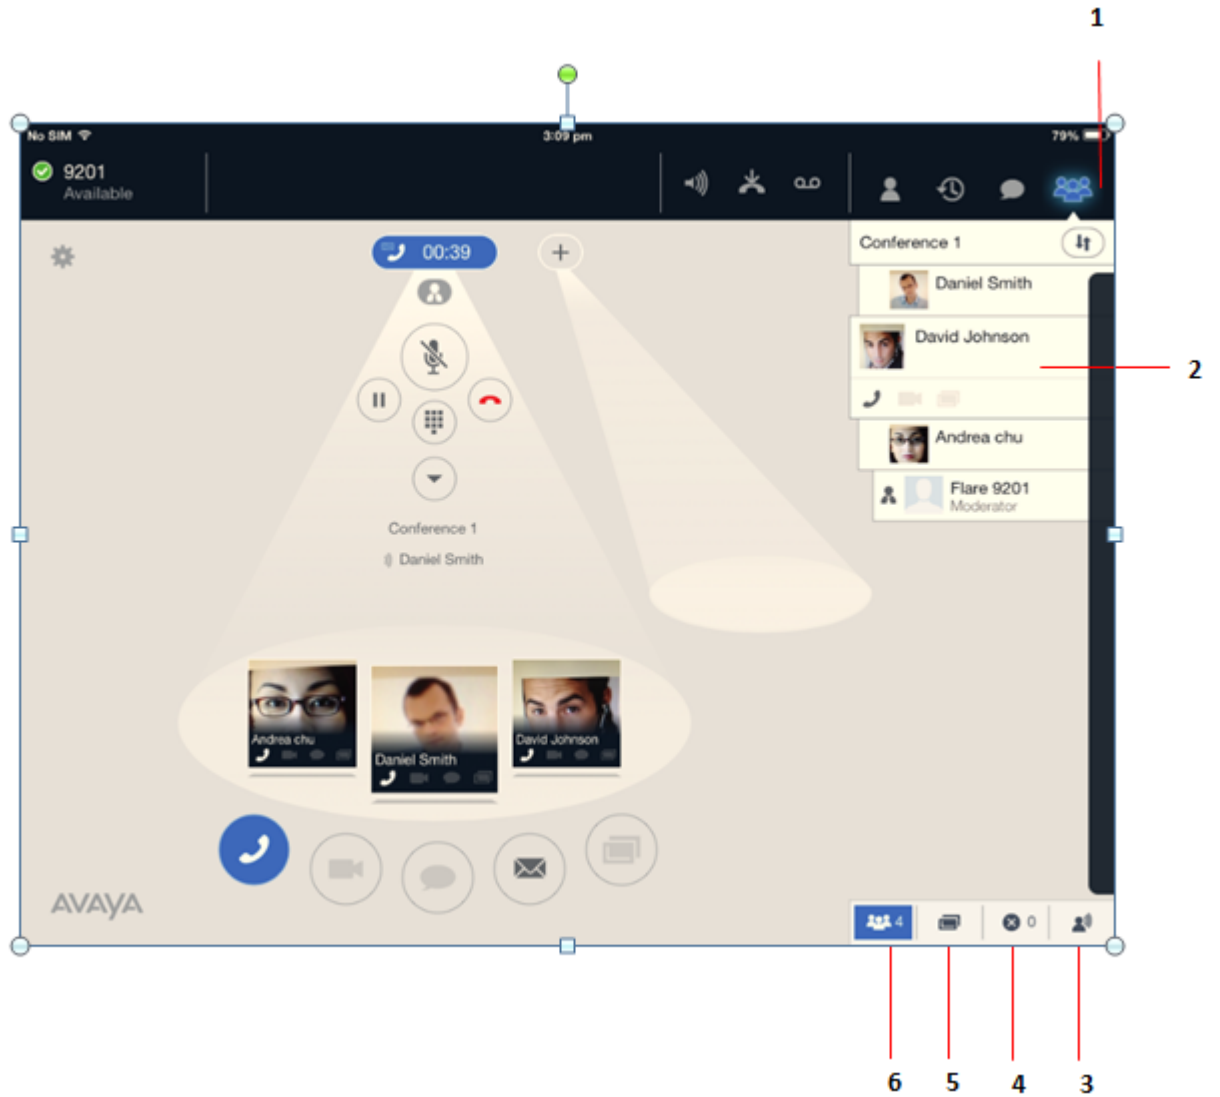 1
No SIM
3:09 pm
79%
9201
Available
00:39
Conference 1
Daniel Smith
David Johnson
2
Andrea chu
Flare 9201
Moderator
Conference 1
Daniel Smith
Andrea chu
Daniel Smith
David Johnson
AVAYA
4
0
6
5
4
3